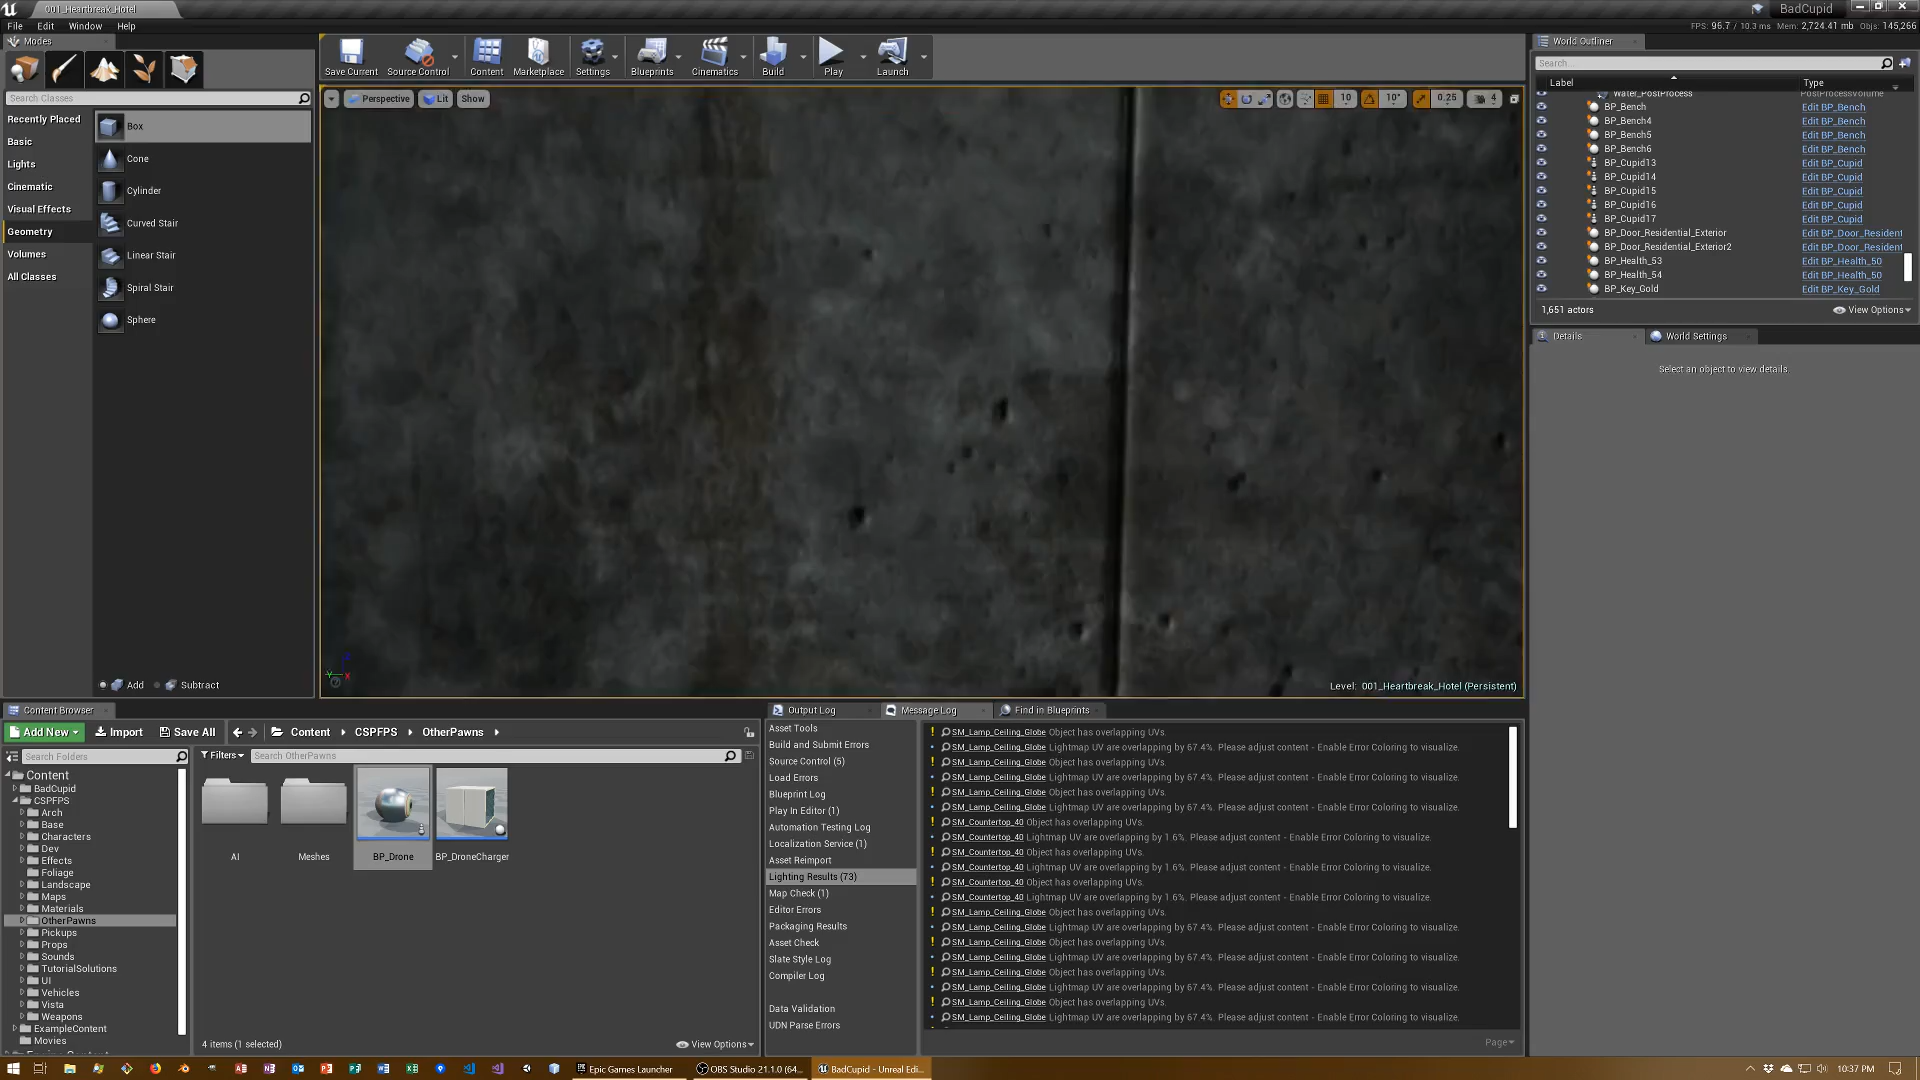 001_Heartbreak_Hotel
BadCupid
File Edit Window Help
FPS: 96.7 / 10.3 ms Mem: 2,724.41 mb Objs: 145,266
Modes
Search Classes
Recently Placed
Basic
Lights
Cinematic
Visual Effects
Geometry
Volumes
All Classes
Box
Cone
Cylinder
Curved Stair
Linear Stair
Spiral Stair
Sphere
Add Subtract
Save Current Source Control Content Marketplace Settings Blueprints Cinematics Build Play Launch
Perspective Lit Show
10 10° 0.25 4
Level: 001_Heartbreak_Hotel (Persistent)
World Outliner
Search...
Label Type
Water_PostProcess PostProcessVolume
BP_Bench Edit BP_Bench
BP_Bench4 Edit BP_Bench
BP_Bench5 Edit BP_Bench
BP_Bench6 Edit BP_Bench
BP_Cupid13 Edit BP_Cupid
BP_Cupid14 Edit BP_Cupid
BP_Cupid15 Edit BP_Cupid
BP_Cupid16 Edit BP_Cupid
BP_Cupid17 Edit BP_Cupid
BP_Door_Residential_Exterior Edit BP_Door_Resident
BP_Door_Residential_Exterior2 Edit BP_Door_Resident
BP_Health_53 Edit BP_Health_50
BP_Health_54 Edit BP_Health_50
BP_Key_Gold Edit BP_Key_Gold
1,651 actors View Options
Details World Settings
Select an object to view details.
Content Browser
Add New Import Save All Content CSPFPS OtherPawns
Search Folders
Filters Search OtherPawns
Content
BadCupid
CSPFPS
Arch
Base
Characters
Dev
Effects
Foliage
Landscape
Maps
Materials
OtherPawns
Pickups
Props
Sounds
TutorialSolutions
UI
Vehicles
Vista
Weapons
ExampleContent
Movies
AI Meshes BP_Drone BP_DroneCharger
4 items (1 selected) View Options
Output Log Message Log Find in Blueprints
Asset Tools
Build and Submit Errors
Source Control (5)
Load Errors
Blueprint Log
Play In Editor (1)
Automation Testing Log
Localization Service (1)
Asset Reimport
Lighting Results (73)
Map Check (1)
Editor Errors
Packaging Results
Asset Check
Slate Style Log
Compiler Log
Data Validation
UDN Parse Errors
SM_Lamp_Ceiling_Globe Object has overlapping UVs.
SM_Lamp_Ceiling_Globe Lightmap UV are overlapping by 67.4%. Please adjust content - Enable Error Coloring to visualize.
SM_Lamp_Ceiling_Globe Object has overlapping UVs.
SM_Lamp_Ceiling_Globe Lightmap UV are overlapping by 67.4%. Please adjust content - Enable Error Coloring to visualize.
SM_Lamp_Ceiling_Globe Object has overlapping UVs.
SM_Lamp_Ceiling_Globe Lightmap UV are overlapping by 67.4%. Please adjust content - Enable Error Coloring to visualize.
SM_Countertop_40 Object has overlapping UVs.
SM_Countertop_40 Lightmap UV are overlapping by 1.6%. Please adjust content - Enable Error Coloring to visualize.
SM_Countertop_40 Object has overlapping UVs.
SM_Countertop_40 Lightmap UV are overlapping by 1.6%. Please adjust content - Enable Error Coloring to visualize.
SM_Countertop_40 Object has overlapping UVs.
SM_Countertop_40 Lightmap UV are overlapping by 1.6%. Please adjust content - Enable Error Coloring to visualize.
SM_Lamp_Ceiling_Globe Object has overlapping UVs.
SM_Lamp_Ceiling_Globe Lightmap UV are overlapping by 67.4%. Please adjust content - Enable Error Coloring to visualize.
SM_Lamp_Ceiling_Globe Object has overlapping UVs.
SM_Lamp_Ceiling_Globe Lightmap UV are overlapping by 67.4%. Please adjust content - Enable Error Coloring to visualize.
SM_Lamp_Ceiling_Globe Object has overlapping UVs.
SM_Lamp_Ceiling_Globe Lightmap UV are overlapping by 67.4%. Please adjust content - Enable Error Coloring to visualize.
SM_Lamp_Ceiling_Globe Object has overlapping UVs.
SM_Lamp_Ceiling_Globe Lightmap UV are overlapping by 67.4%. Please adjust content - Enable Error Coloring to visualize.
Page
Epic Games Launcher OBS Studio 21.1.0 (64... BadCupid - Unreal Edi... 10:37 PM